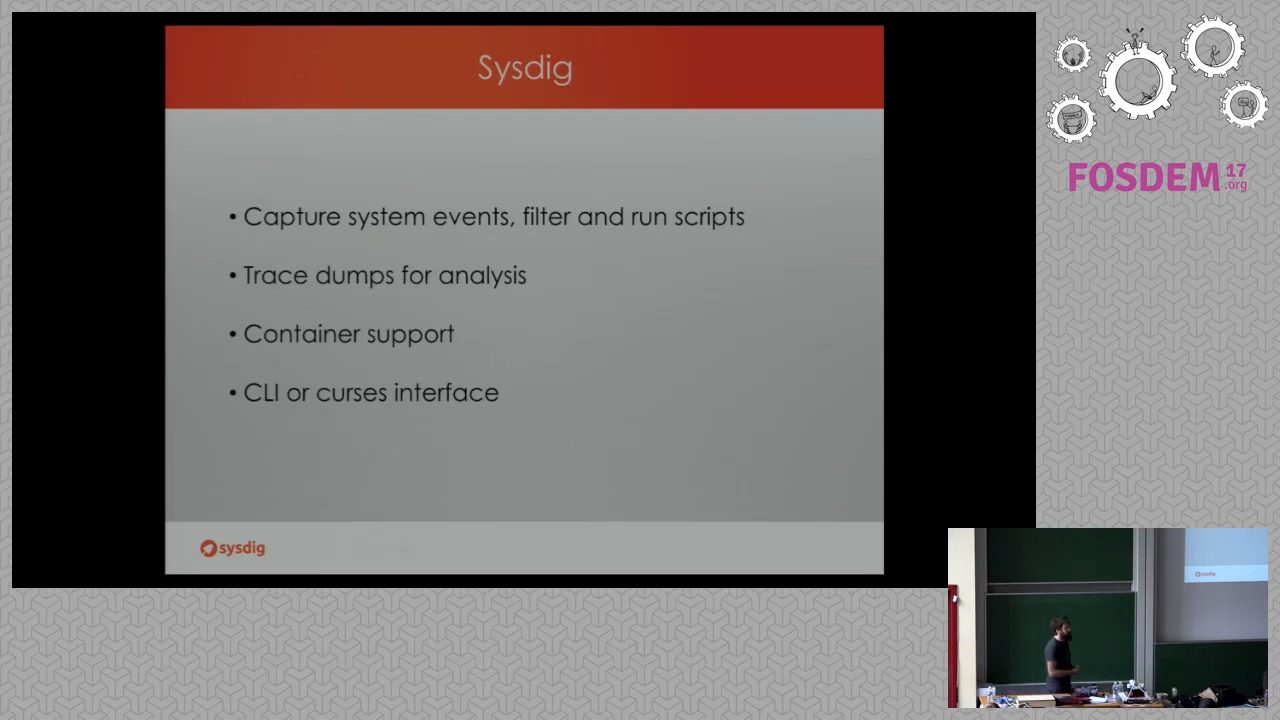 Sysdig
• Capture system events, filter and run scripts
• Trace dumps for analysis
• Container support
• CLI or curses interface
sysdig
FOSDEM 17
.org
sysdig